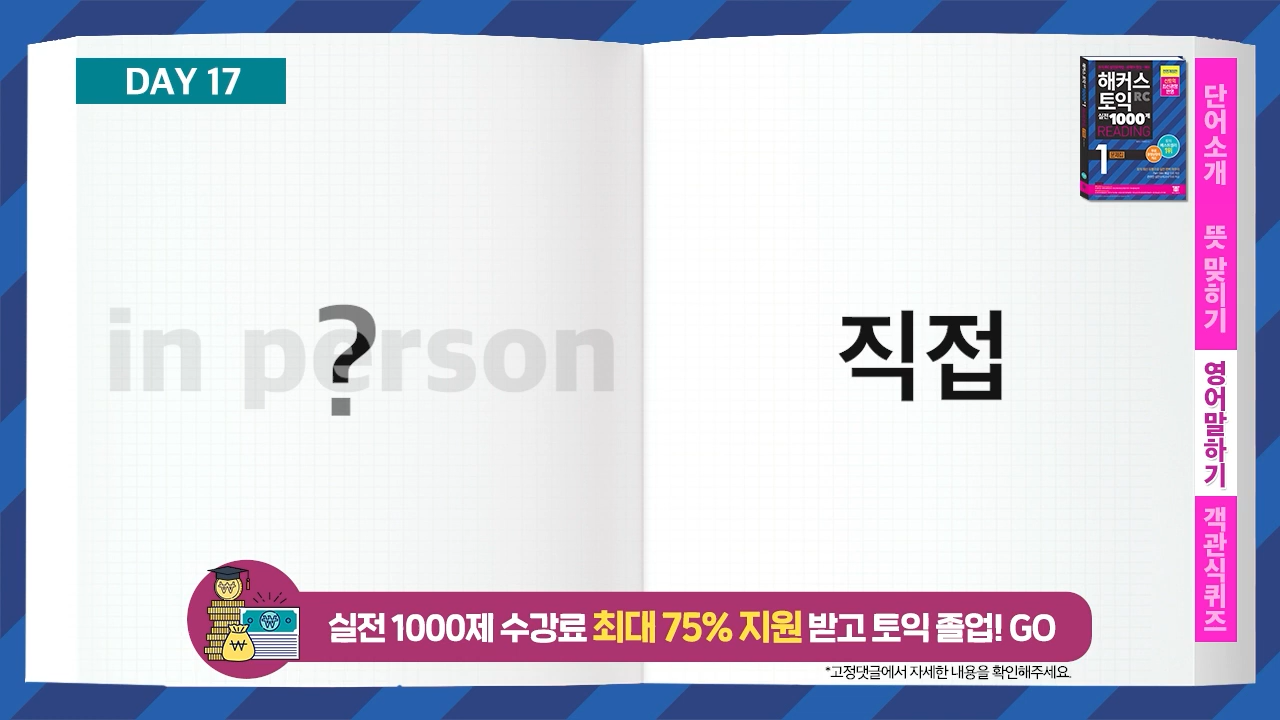 DAY 17
in person
?
직접
해커스
토익 RC
실전 1000제
READING
1
단어소개
뜻 맞히기
영어말하기
객관식퀴즈
실전 1000제 수강료 최대 75% 지원 받고 토익 졸업! GO
*고정댓글에서 자세한 내용을 확인해주세요.